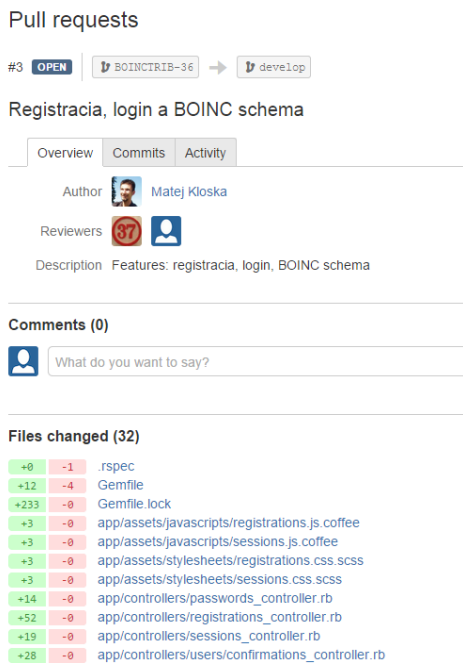 Pull requests
#3 OPEN BOINCTRIB-36 develop
Registracia, login a BOINC schema
Overview Commits Activity
Author Matej Kloska
Reviewers 37
Description Features: registracia, login, BOINC schema
Comments (0)
What do you want to say?
Files changed (32)
+0 -1 .rspec
+12 -4 Gemfile
+233 -0 Gemfile.lock
+3 -0 app/assets/javascripts/registrations.js.coffee
+3 -0 app/assets/javascripts/sessions.js.coffee
+3 -0 app/assets/stylesheets/registrations.css.scss
+3 -0 app/assets/stylesheets/sessions.css.scss
+14 -0 app/controllers/passwords_controller.rb
+52 -0 app/controllers/registrations_controller.rb
+19 -0 app/controllers/sessions_controller.rb
+28 -0 app/controllers/users/confirmations_controller.rb